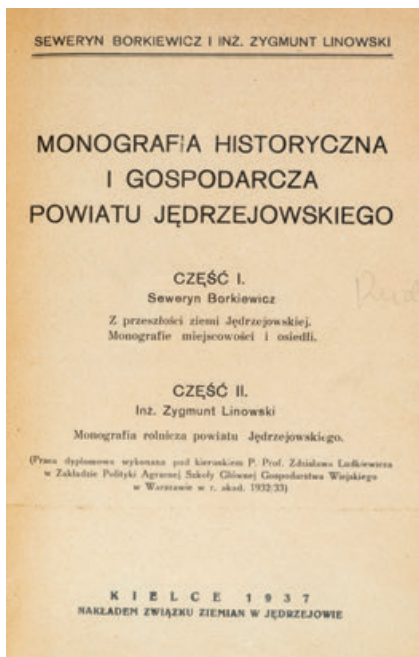 SEWERYN BORKIEWICZ I INŻ. ZYGMUNT LINOWSKI
MONOGRAFIA HISTORYCZNA
I GOSPODARCZA
POWIATU JĘDRZEJOWSKIEGO
CZĘŚĆ I.
Seweryn Borkiewicz
Z przeszłości ziemi Jędrzejowskiej.
Monografie miejscowości i osiedli.
CZĘŚĆ II.
Inż. Zygmunt Linowski
Monografia rolnicza powiatu Jędrzejowskiego.
(Praca dyplomowa wykonana pod kierunkiem P. Prof. Zdzisława Ludkiewicza
w Zakładzie Polityki Agrarnej Szkoły Głównej Gospodarstwa Wiejskiego
w Warszawie w r. akad. 1932/33)
KIELCE 1937
NAKŁADEM ZWIĄZKU ZIEMIAN W JĘDRZEJOWIE